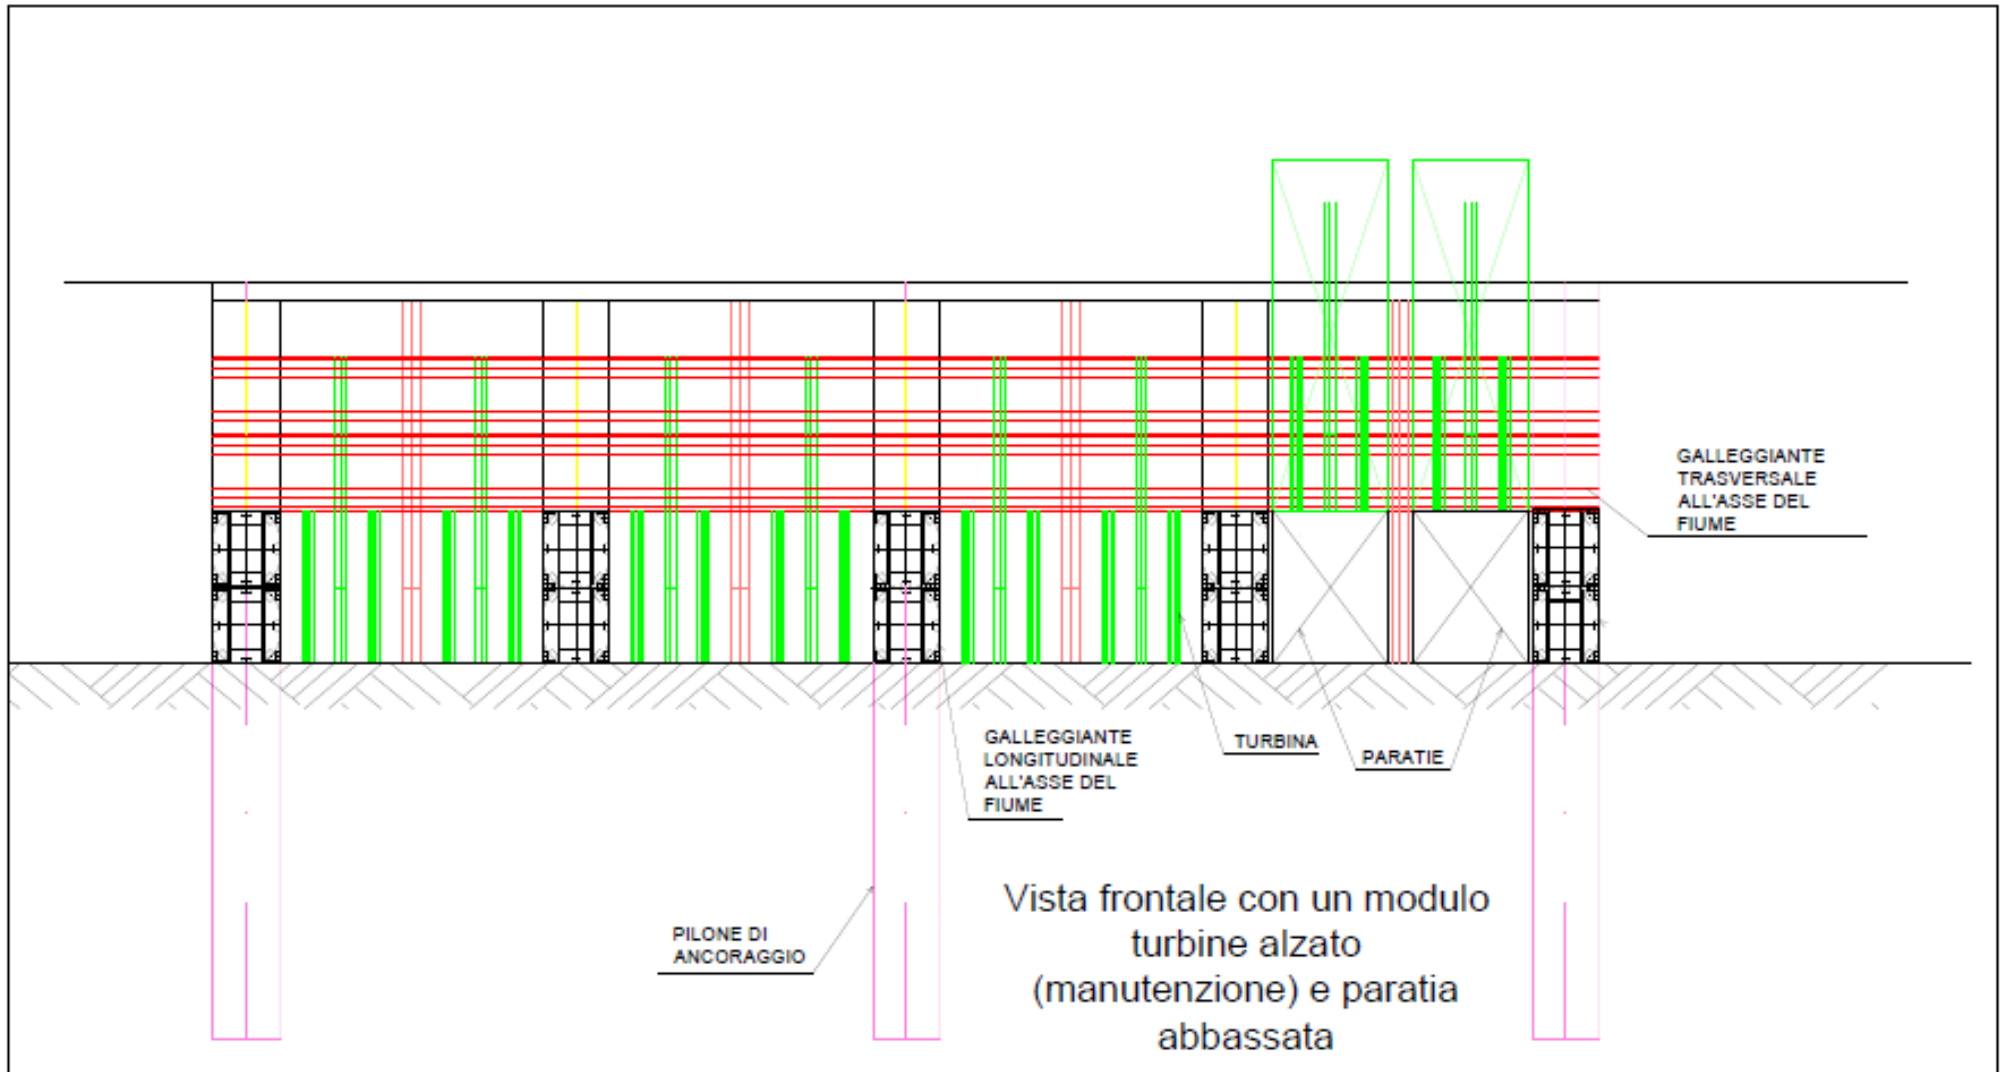 GALLEGGIANTE
TRASVERSALE
ALL'ASSE DEL
FIUME
GALLEGGIANTE
LONGITUDINALE
ALL'ASSE DEL
FIUME
TURBINA
PARATIE
PILONE DI
ANCORAGGIO
Vista frontale con un modulo
turbine alzato
(manutenzione) e paratia
abbassata